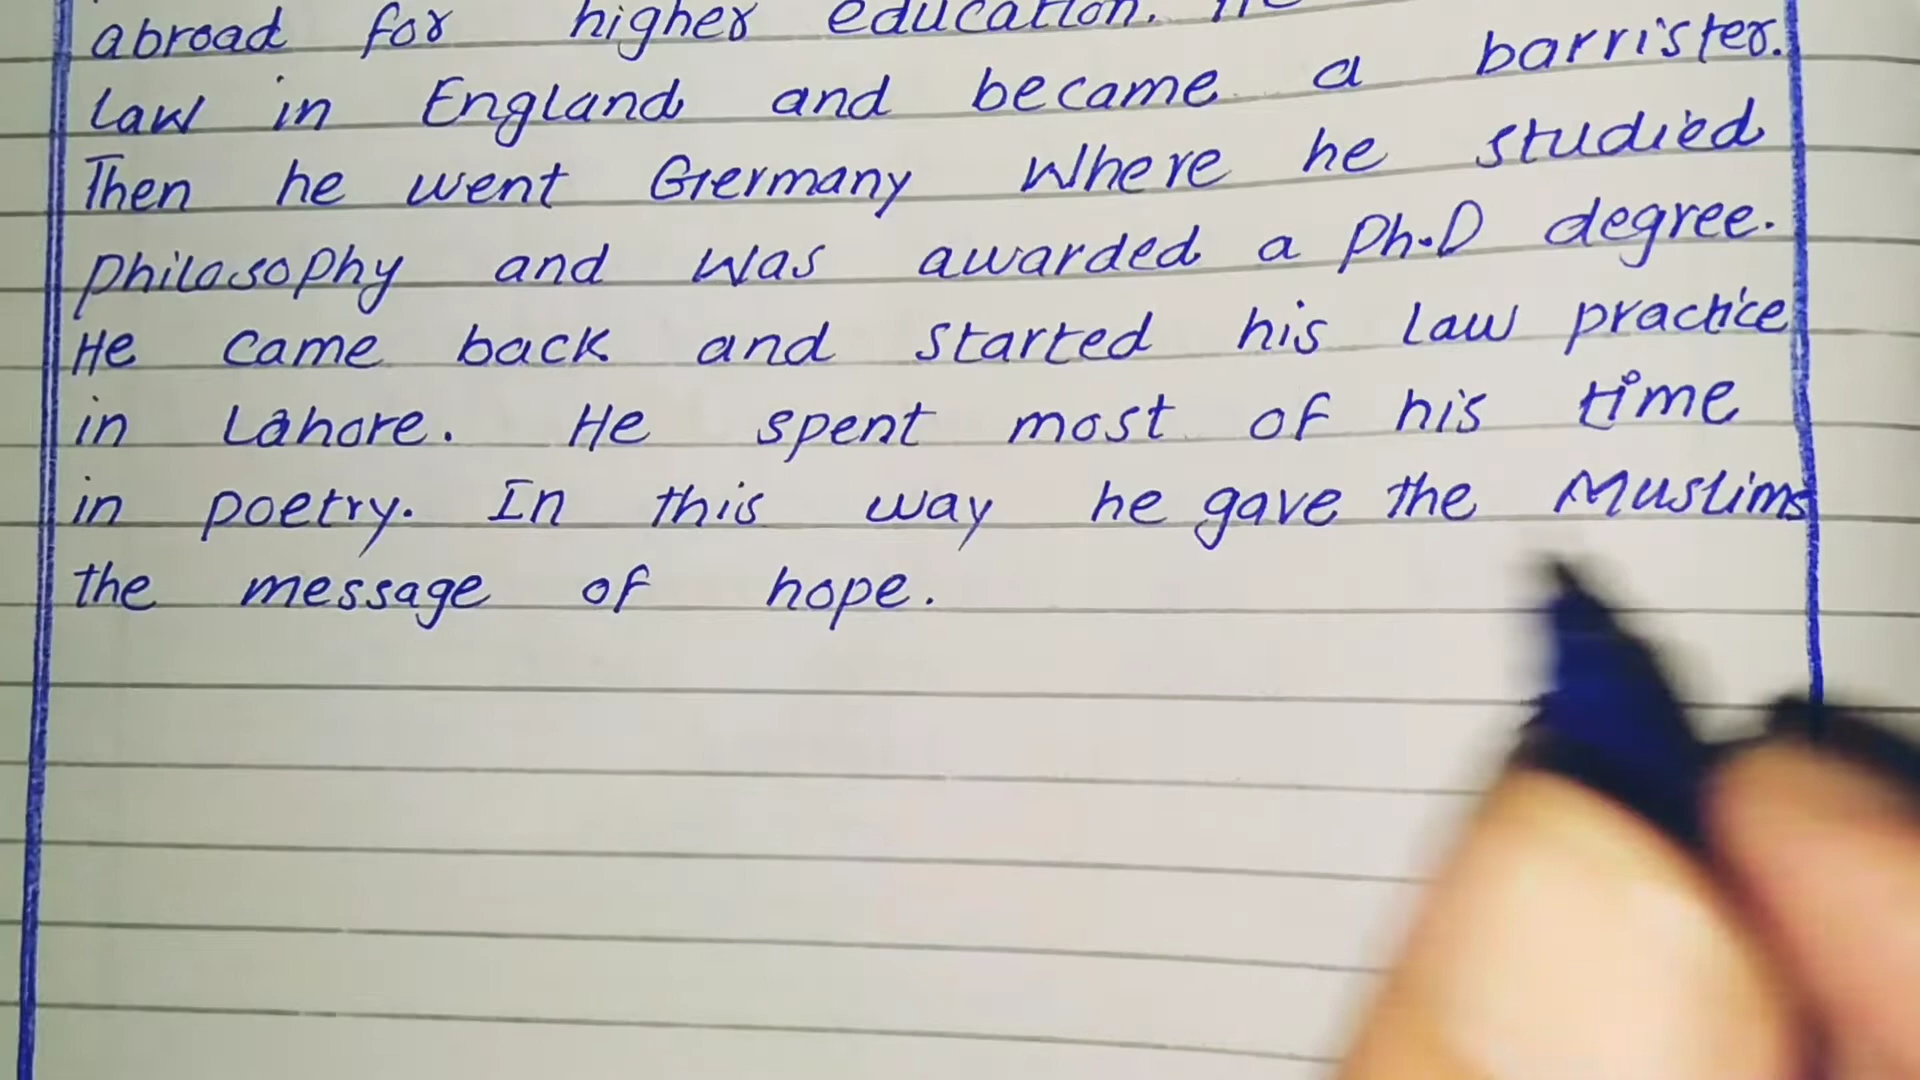 abroad for higher education. He
law in England and became a barrister.
Then he went Germany Where he studied
philosophy and was awarded a Ph.D degree.
He came back and started his law practice
in Lahore. He spent most of his time
in poetry. In this way he gave the Muslims
the message of hope.